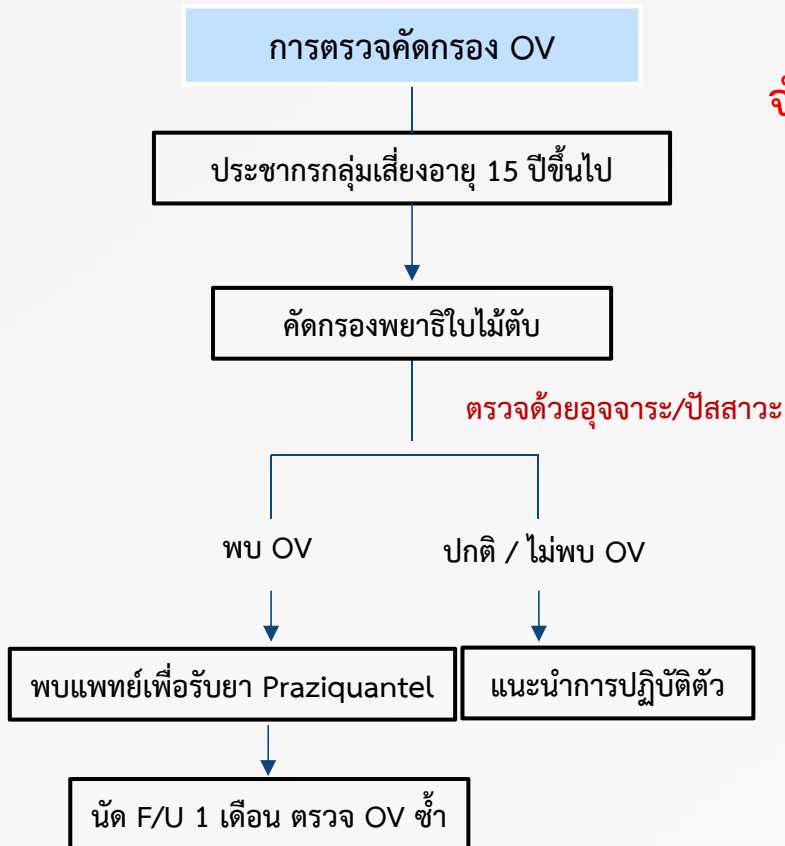 การตรวจคัดกรอง OV
ประชากรกลุ่มเสี่ยงอายุ 15 ปีขึ้นไป
คัดกรองพยาธิใบไม้ตับ
ตรวจด้วยอุจจาระ/ปัสสาวะ
พบ OV
ปกติ / ไม่พบ OV
พบแพทย์เพื่อรับยา Praziquantel
แนะนำการปฏิบัติตัว
นัด F/U 1 เดือน ตรวจ OV ซ้ำ